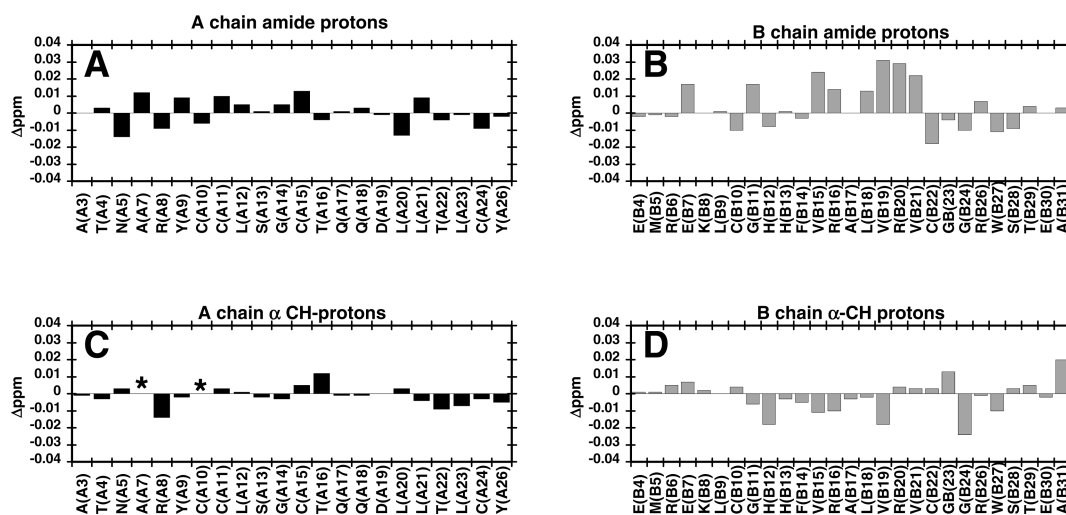 A chain amide protons
A
Δppm
0.04
0.03
0.02
0.01
0
-0.01
-0.02
-0.03
-0.04
A(A3)
T(A4)
N(A5)
A(A7)
R(A8)
Y(A9)
C(A10)
C(A11)
L(A12)
S(A13)
G(A14)
C(A15)
T(A16)
Q(A17)
Q(A18)
D(A19)
L(A20)
L(A21)
T(A22)
L(A23)
C(A24)
Y(A26)
B chain amide protons
B
Δppm
0.04
0.03
0.02
0.01
0
-0.01
-0.02
-0.03
-0.04
E(B4)
M(B5)
R(B6)
E(B7)
K(B8)
L(B9)
C(B10)
G(B11)
H(B12)
H(B13)
F(B14)
V(B15)
R(B16)
A(B17)
L(B18)
V(B19)
R(B20)
V(B21)
C(B22)
GB(23)
G(B24)
R(B26)
W(B27)
S(B28)
T(B29)
E(B30)
A(B31)
A chain α CH-protons
C
Δppm
0.04
0.03
0.02
0.01
0
-0.01
-0.02
-0.03
-0.04
* *
A(A3)
T(A4)
N(A5)
A(A7)
R(A8)
Y(A9)
C(A10)
C(A11)
L(A12)
S(A13)
G(A14)
C(A15)
T(A16)
Q(A17)
Q(A18)
D(A19)
L(A20)
L(A21)
T(A22)
L(A23)
C(A24)
Y(A26)
B chain α-CH protons
D
Δppm
0.04
0.03
0.02
0.01
0
-0.01
-0.02
-0.03
-0.04
E(B4)
M(B5)
R(B6)
E(B7)
K(B8)
L(B9)
C(B10)
G(B11)
H(B12)
H(B13)
F(B14)
V(B15)
R(B16)
A(B17)
L(B18)
V(B19)
R(B20)
V(B21)
C(B22)
GB(23)
G(B24)
R(B26)
W(B27)
S(B28)
T(B29)
E(B30)
A(B31)